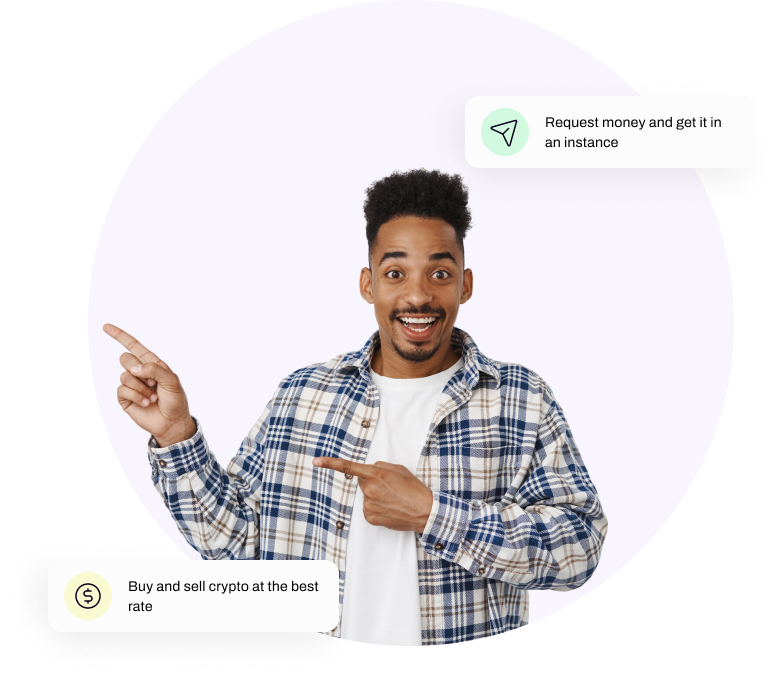 Request money and get it in
an instance
Buy and sell crypto at the best
rate